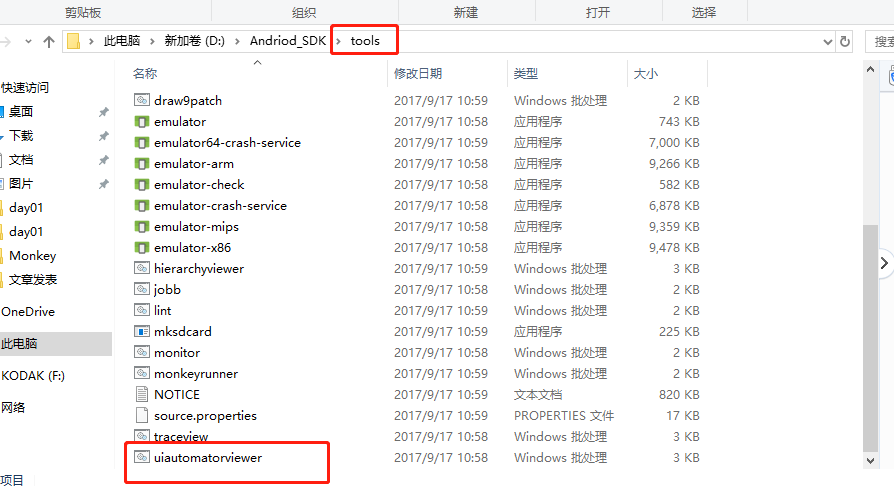 剪贴板 组织 新建 打开 选择
此电脑 新加卷 (D:) Andriod_SDK tools 搜索
名称 修改日期 类型 大小
快速访问
桌面
下载
文档
图片
day01
day01
Monkey
文章发表
OneDrive
此电脑
KODAK (F:)
网络
项目
draw9patch 2017/9/17 10:59 Windows 批处理 2 KB
emulator 2017/9/17 10:58 应用程序 743 KB
emulator64-crash-service 2017/9/17 10:58 应用程序 7,000 KB
emulator-arm 2017/9/17 10:58 应用程序 9,266 KB
emulator-check 2017/9/17 10:58 应用程序 582 KB
emulator-crash-service 2017/9/17 10:58 应用程序 6,878 KB
emulator-mips 2017/9/17 10:58 应用程序 9,359 KB
emulator-x86 2017/9/17 10:58 应用程序 9,478 KB
hierarchyviewer 2017/9/17 10:59 Windows 批处理 3 KB
jobb 2017/9/17 10:58 Windows 批处理 2 KB
lint 2017/9/17 10:59 Windows 批处理 2 KB
mksdcard 2017/9/17 10:59 应用程序 225 KB
monitor 2017/9/17 10:58 Windows 批处理 2 KB
monkeyrunner 2017/9/17 10:59 Windows 批处理 2 KB
NOTICE 2017/9/17 10:59 文本文档 820 KB
source.properties 2017/9/17 10:59 PROPERTIES 文件 17 KB
traceview 2017/9/17 10:58 Windows 批处理 3 KB
uiautomatorviewer 2017/9/17 10:58 Windows 批处理 3 KB